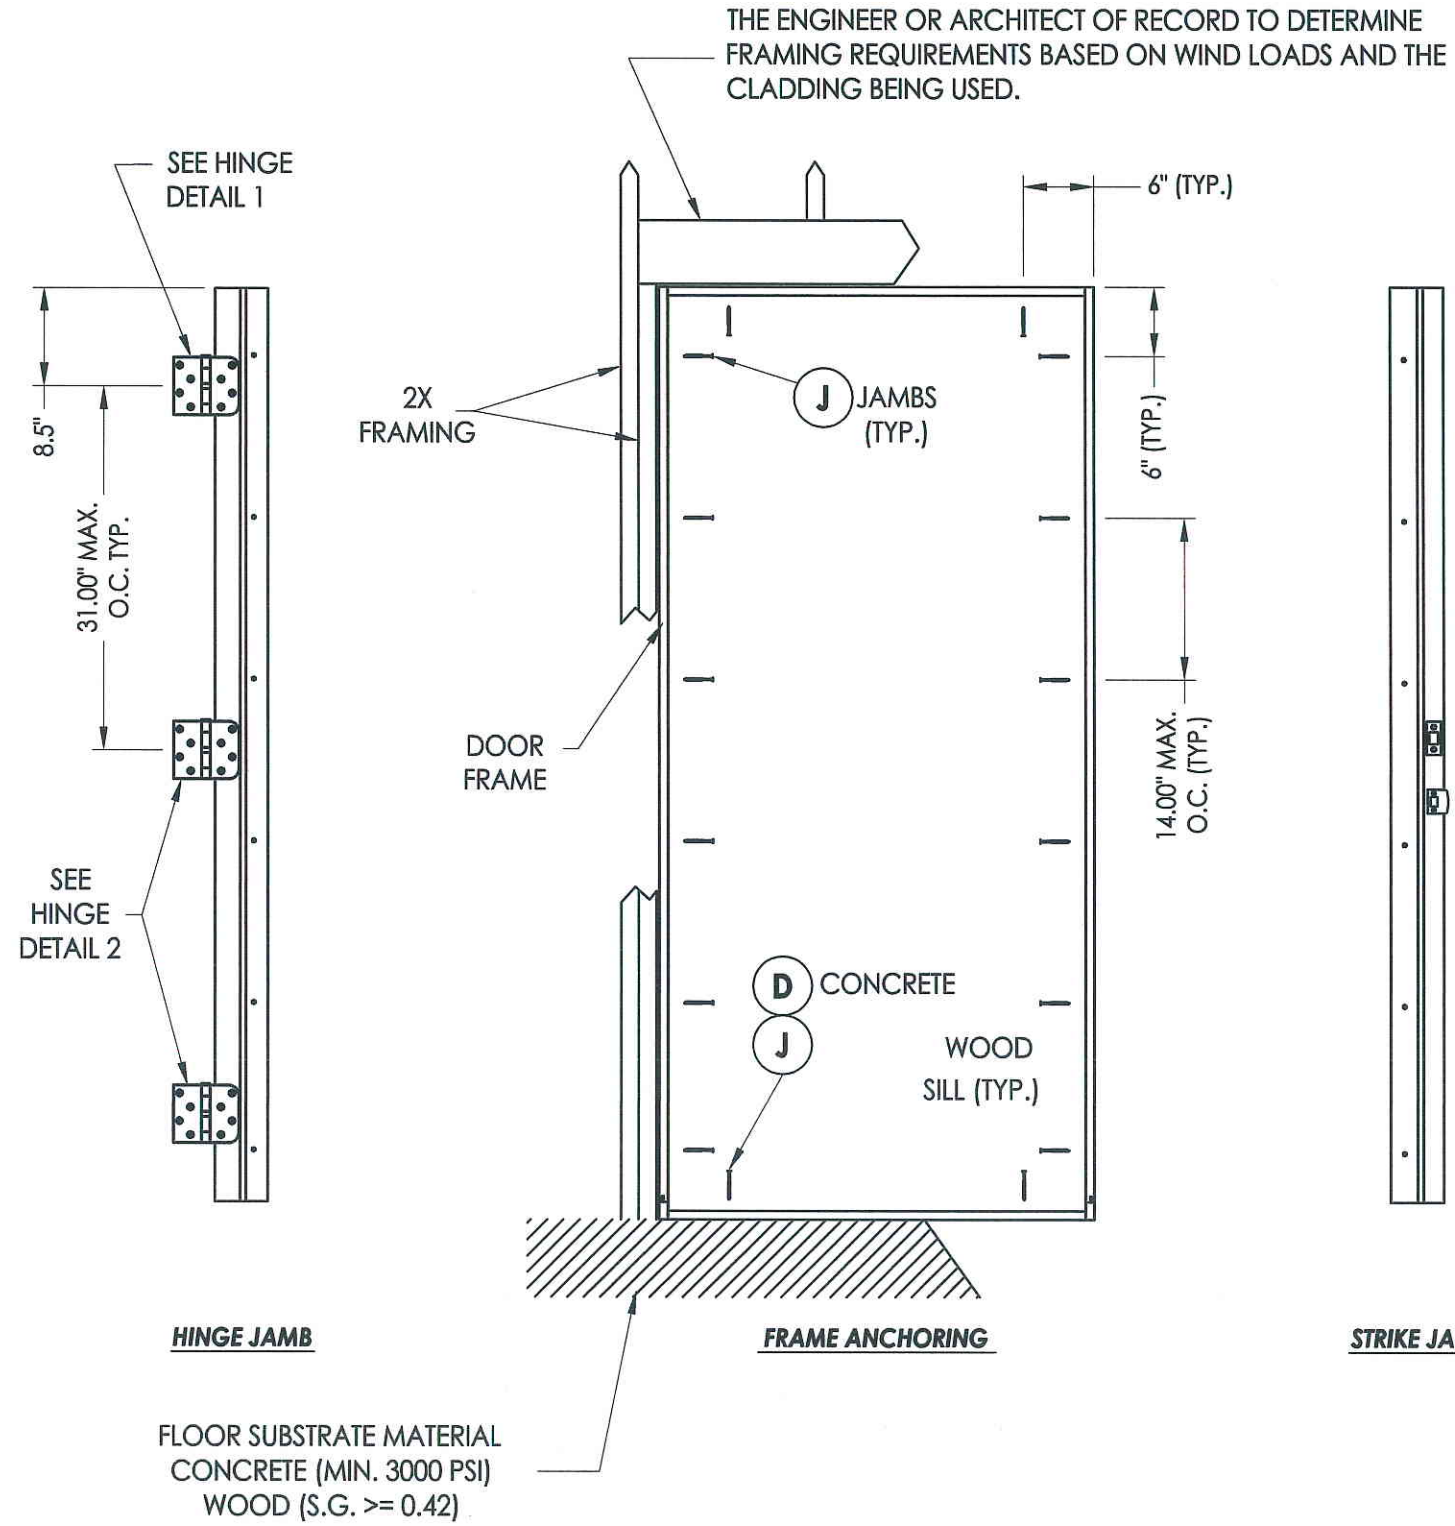 THE ENGINEER OR ARCHITECT OF RECORD TO DETERMINE
FRAMING REQUIREMENTS BASED ON WIND LOADS AND THE
CLADDING BEING USED.
SEE HINGE
DETAIL 1
6" (TYP.)
8.5"
31.00" MAX.
O.C. TYP.
2X
FRAMING
J JAMBS
(TYP.)
6" (TYP.)
14.00" MAX.
O.C. (TYP.)
DOOR
FRAME
SEE
HINGE
DETAIL 2
D CONCRETE
J
WOOD
SILL (TYP.)
HINGE JAMB
FRAME ANCHORING
STRIKE JA
FLOOR SUBSTRATE MATERIAL
CONCRETE (MIN. 3000 PSI)
WOOD (S.G. >= 0.42)